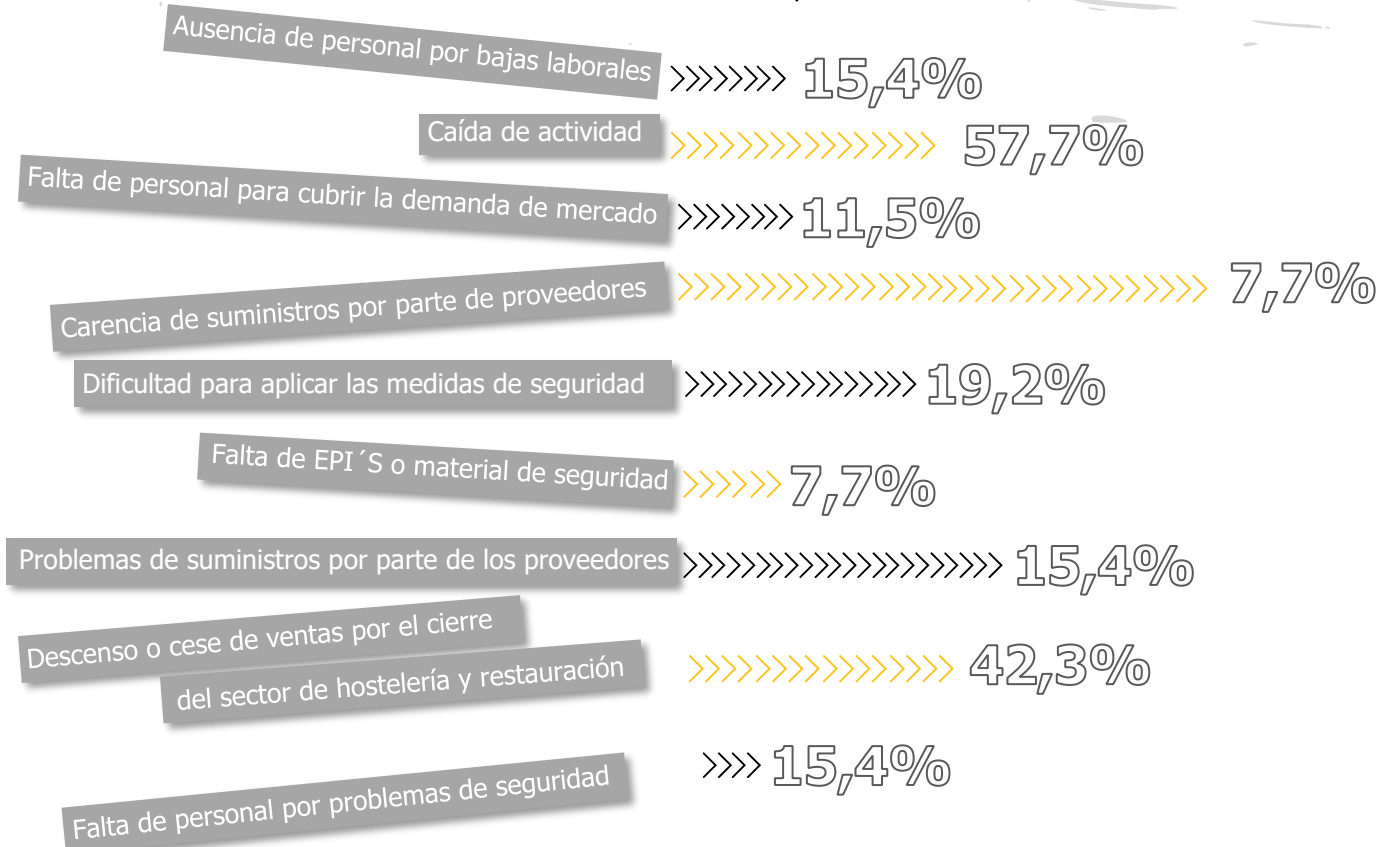 Ausencia de personal por bajas laborales
15,4%
Caída de actividad
57,7%
Falta de personal para cubrir la demanda de mercado
11,5%
Carencia de suministros por parte de proveedores
7,7%
Dificultad para aplicar las medidas de seguridad
19,2%
Falta de EPI´S o material de seguridad
7,7%
Problemas de suministros por parte de los proveedores
15,4%
Descenso o cese de ventas por el cierre
del sector de hostelería y restauración
42,3%
Falta de personal por problemas de seguridad
15,4%